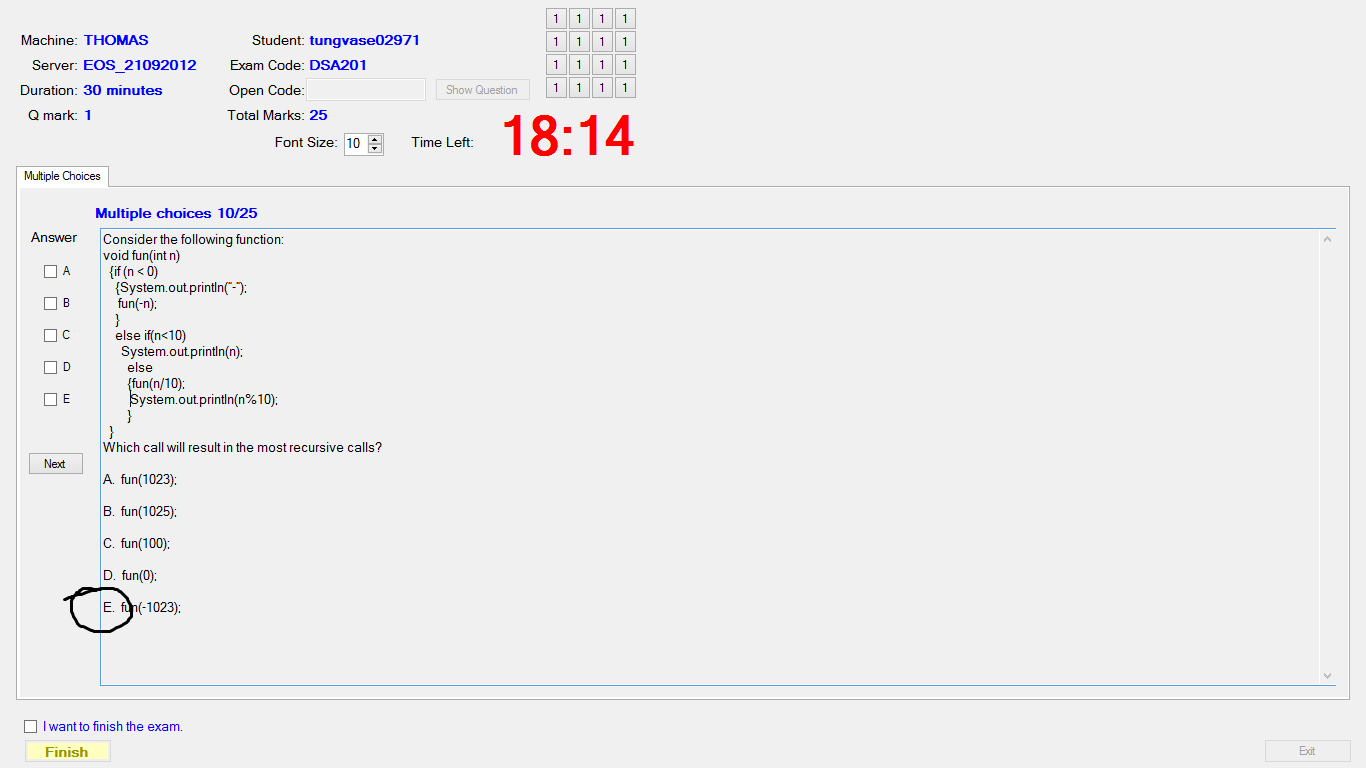 Machine: THOMAS Student: tungvase02971
Server: EOS_21092012 Exam Code: DSA201
Duration: 30 minutes Open Code: Show Question
Q mark: 1 Total Marks: 25
1 1 1 1
1 1 1 1
1 1 1 1
1 1 1 1
Font Size: 10 Time Left: 18:14
Multiple Choices
Multiple choices 10/25
Answer
A
B
C
D
E
Next
Consider the following function:
void fun(int n)
{if (n < 0)
{System.out.println("-");
fun(-n);
}
else if(n<10)
System.out.println(n);
else
{fun(n/10);
System.out.println(n%10);
}
}
Which call will result in the most recursive calls?
A. fun(1023);
B. fun(1025);
C. fun(100);
D. fun(0);
E. fun(-1023);
I want to finish the exam.
Finish
Exit